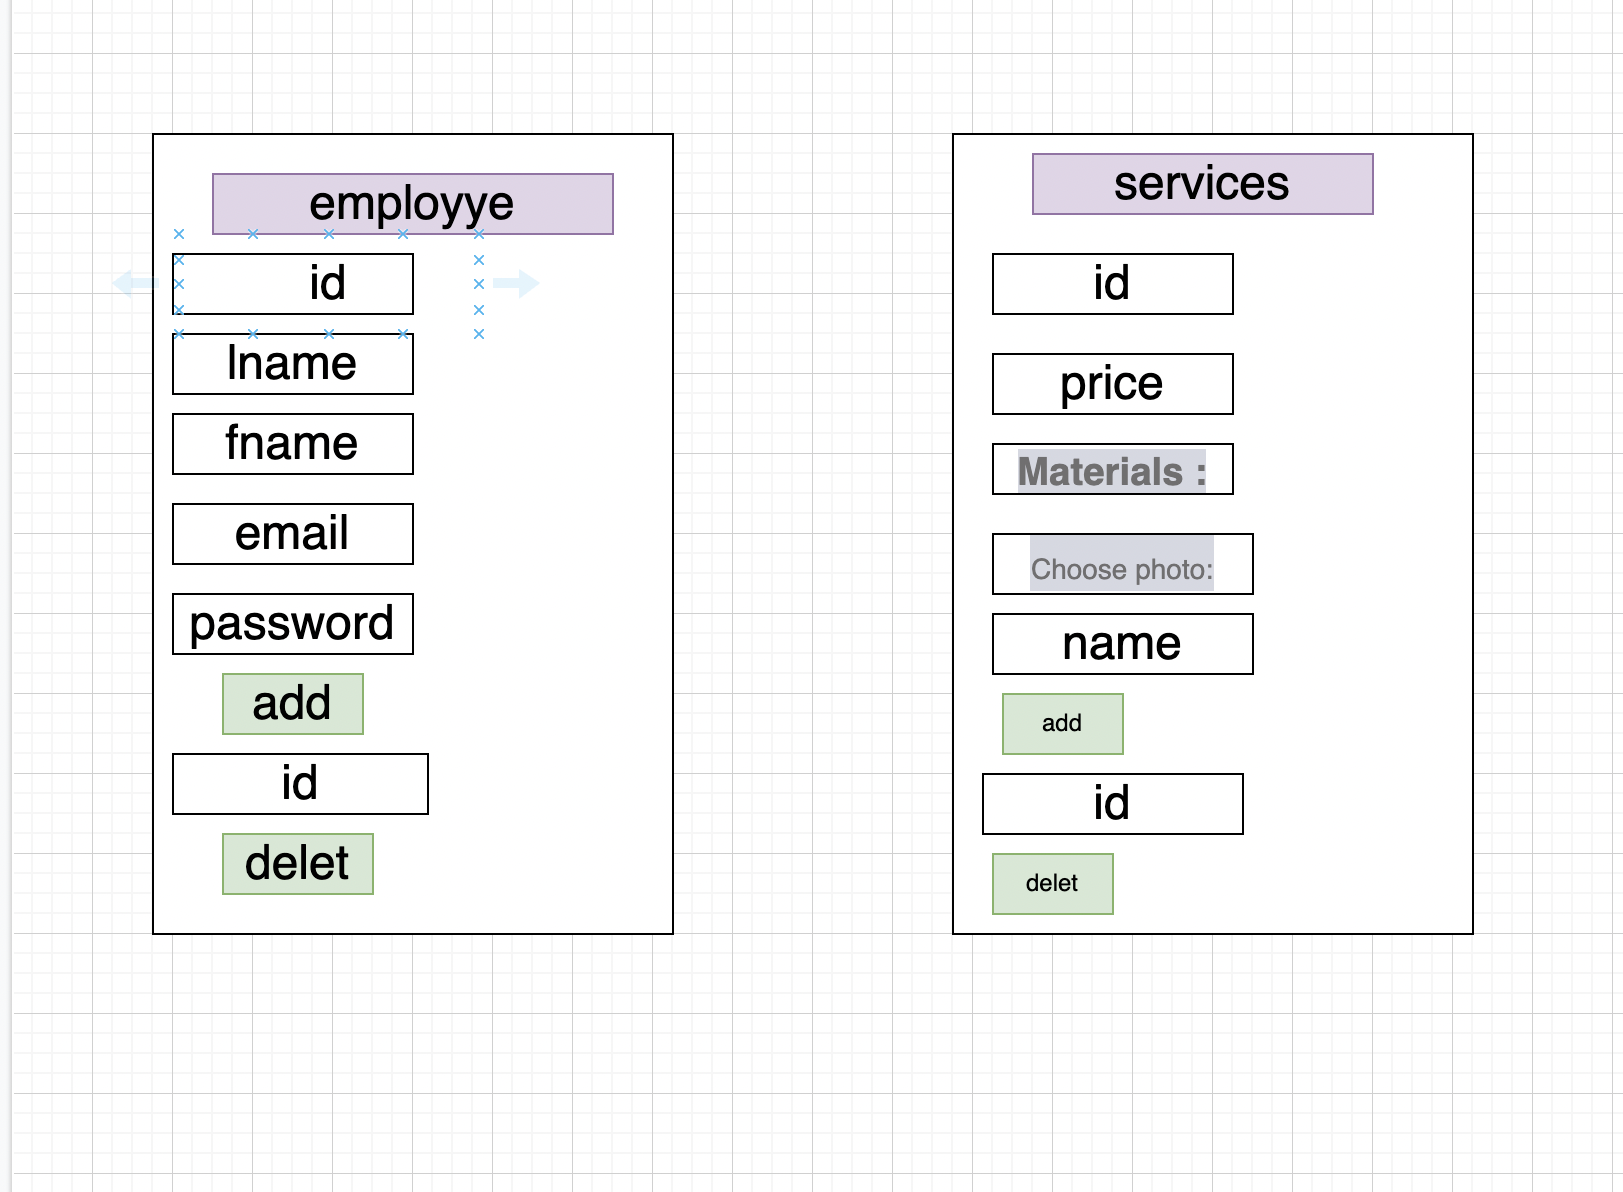 employye
id
lname
fname
email
password
add
id
delet
services
id
price
Materials :
Choose photo:
name
add
id
delet